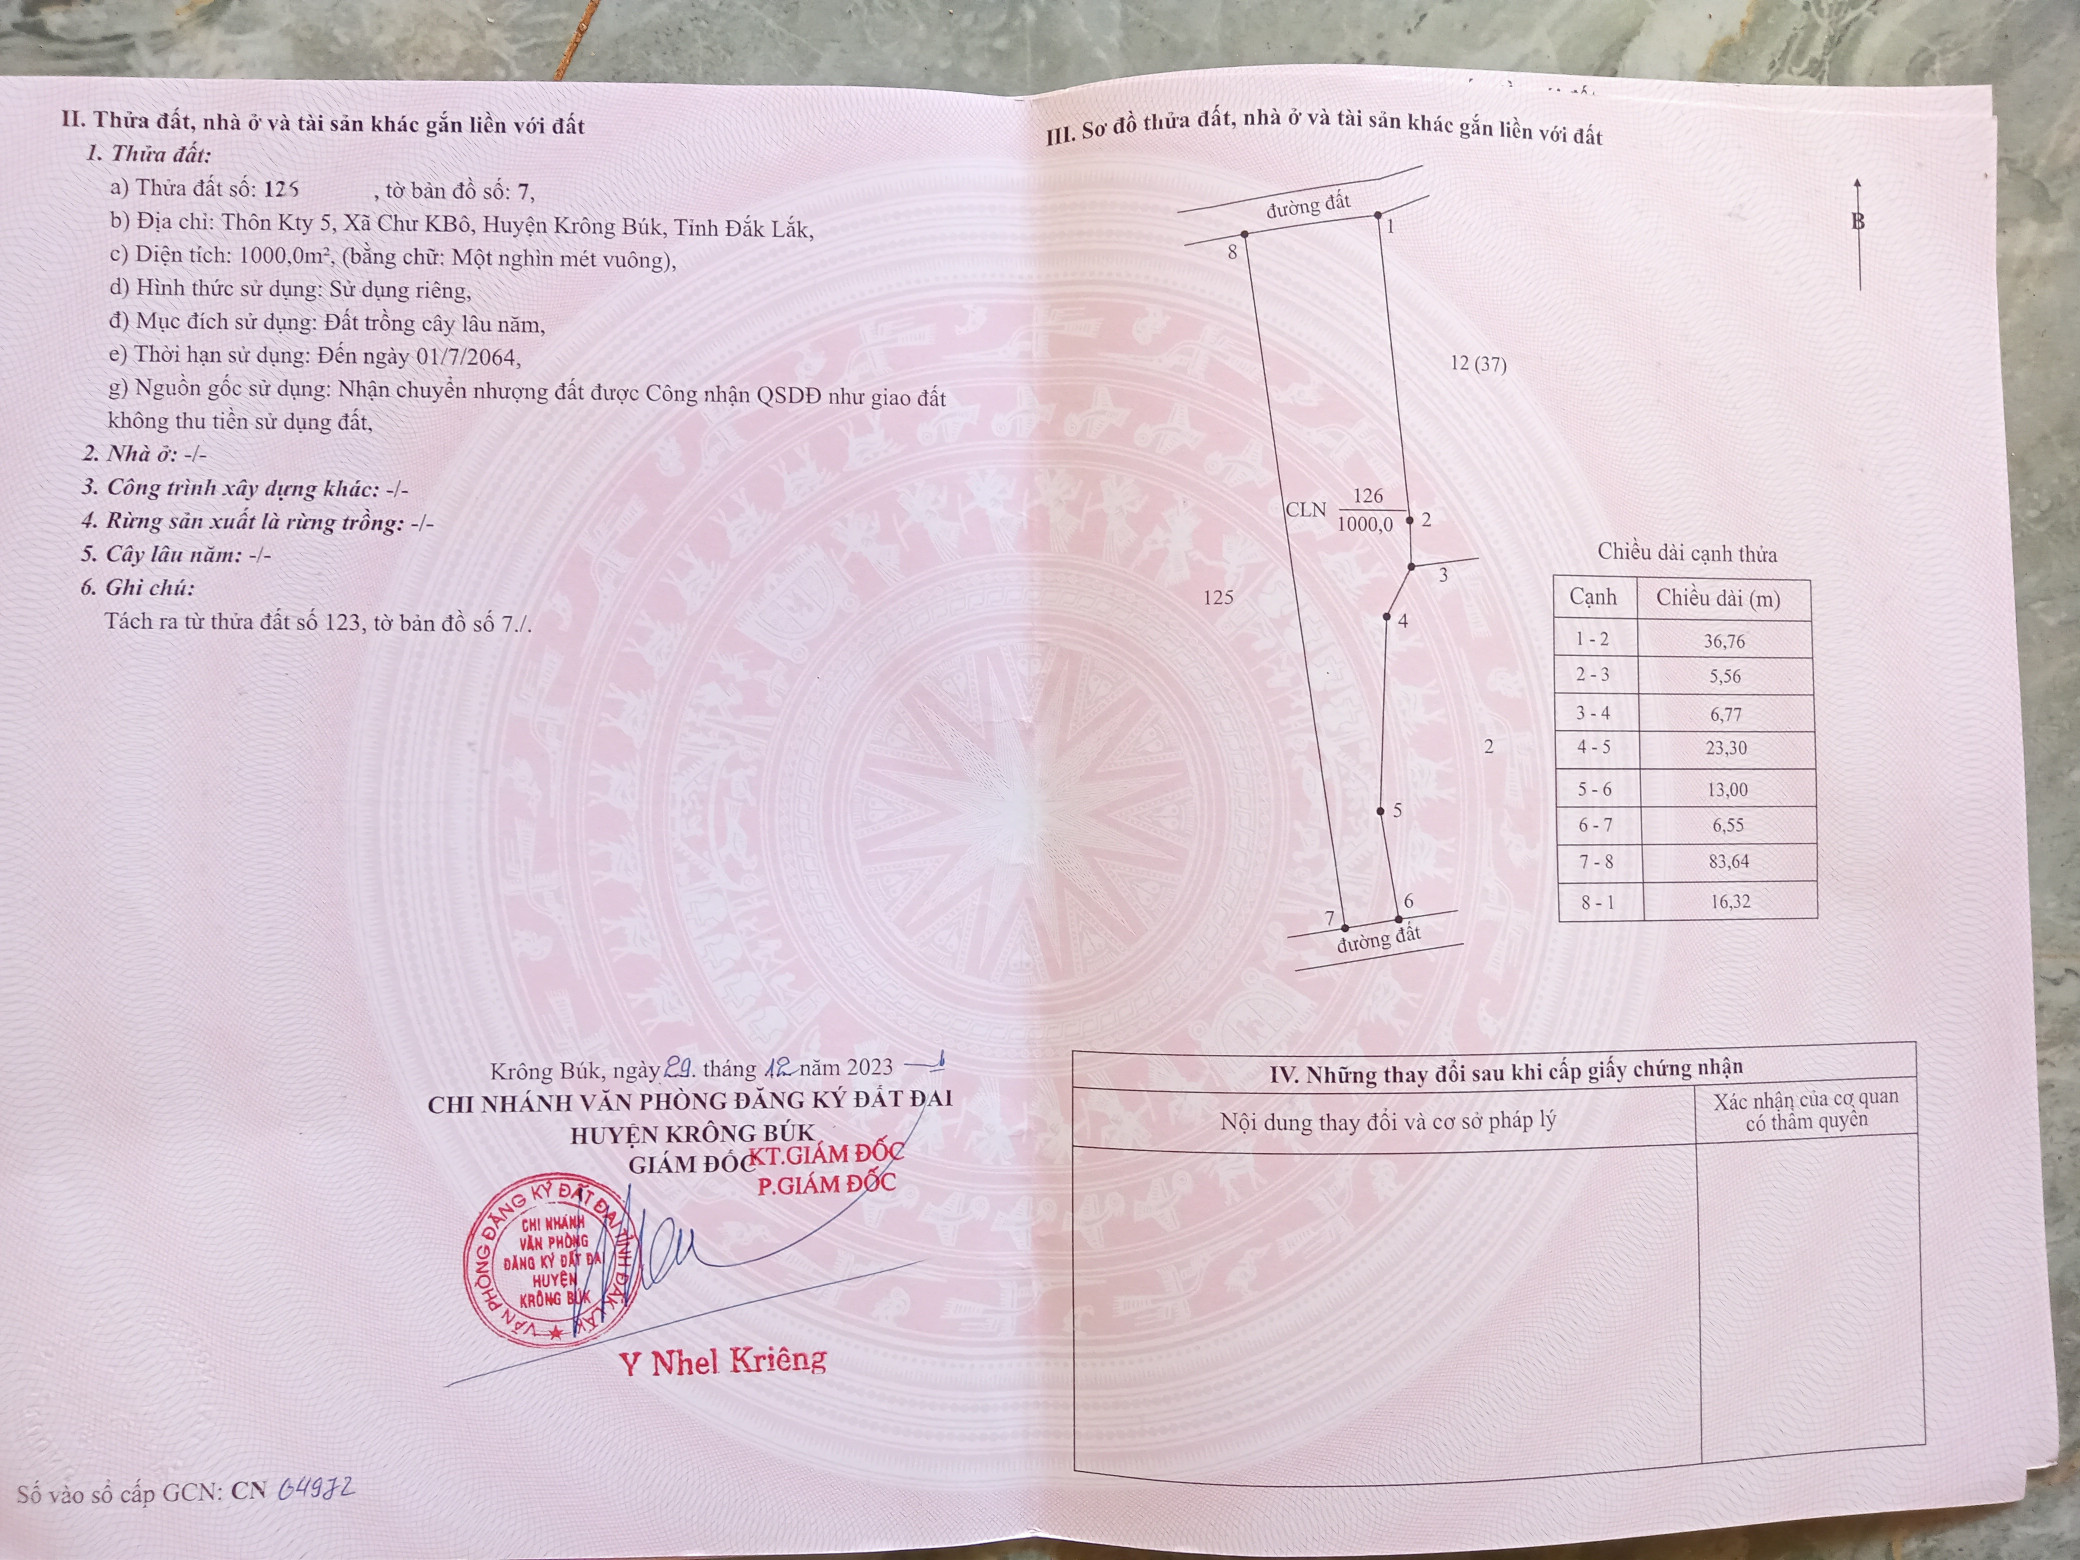 II. Thửa đất, nhà ở và tài sản khác gắn liền với đất
1. Thửa đất:
a) Thửa đất số: 125 , tờ bản đồ số: 7,
b) Địa chỉ: Thôn Kty 5, Xã Chư KBô, Huyện Krông Búk, Tỉnh Đắk Lắk,
c) Diện tích: 1000,0m², (bằng chữ: Một nghìn mét vuông),
d) Hình thức sử dụng: Sử dụng riêng,
đ) Mục đích sử dụng: Đất trồng cây lâu năm,
e) Thời hạn sử dụng: Đến ngày 01/7/2064,
g) Nguồn gốc sử dụng: Nhận chuyển nhượng đất được Công nhận QSDĐ như giao đất
không thu tiền sử dụng đất,
2. Nhà ở: -/-
3. Công trình xây dựng khác: -/-
4. Rừng sản xuất là rừng trồng: -/-
5. Cây lâu năm: -/-
6. Ghi chú:
Tách ra từ thửa đất số 123, tờ bản đồ số 7./.
Krông Búk, ngày 29. tháng 12 năm 2023
CHI NHÁNH VĂN PHÒNG ĐĂNG KÝ ĐẤT ĐAI
HUYỆN KRÔNG BÚK
GIÁM ĐỐC
KT.GIÁM ĐỐC
P.GIÁM ĐỐC
VĂN PHÒNG ĐĂNG KÝ ĐẤT ĐAI TỈNH ĐẮK LẮK
CHI NHÁNH
VĂN PHÒNG
ĐĂNG KÝ ĐẤT ĐAI
HUYỆN
KRÔNG BÚK
Y Nhel Kriêng
Số vào sổ cấp GCN: CN 04972
III. Sơ đồ thửa đất, nhà ở và tài sản khác gắn liền với đất
đường đất
1
8
B
12 (37)
CLN 126
1000,0
2
3
4
125
2
5
6
7
đường đất
Chiều dài cạnh thửa
Cạnh Chiều dài (m)
1 - 2 36,76
2 - 3 5,56
3 - 4 6,77
4 - 5 23,30
5 - 6 13,00
6 - 7 6,55
7 - 8 83,64
8 - 1 16,32
IV. Những thay đổi sau khi cấp giấy chứng nhận
Nội dung thay đổi và cơ sở pháp lý
Xác nhận của cơ quan
có thẩm quyền